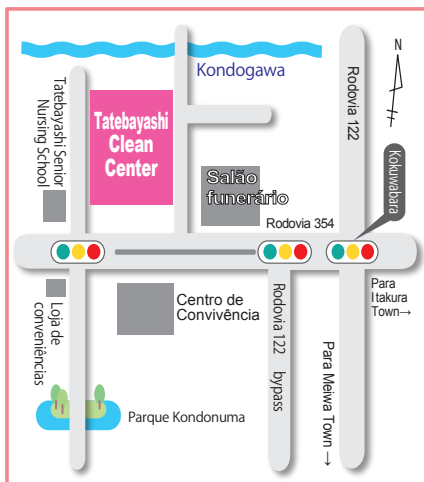 Kondogawa
N
Rodovia 122
Tatebayashi Senior
Nursing School
Tatebayashi
Clean
Center
Salão
funerário
Kokuwabara
Rodovia 354
Para
Itakura
Town→
Loja de
conveniências
Centro de
Convivência
Rodovia 122 bypass
Para Meiwa Town →
Parque Kondonuma